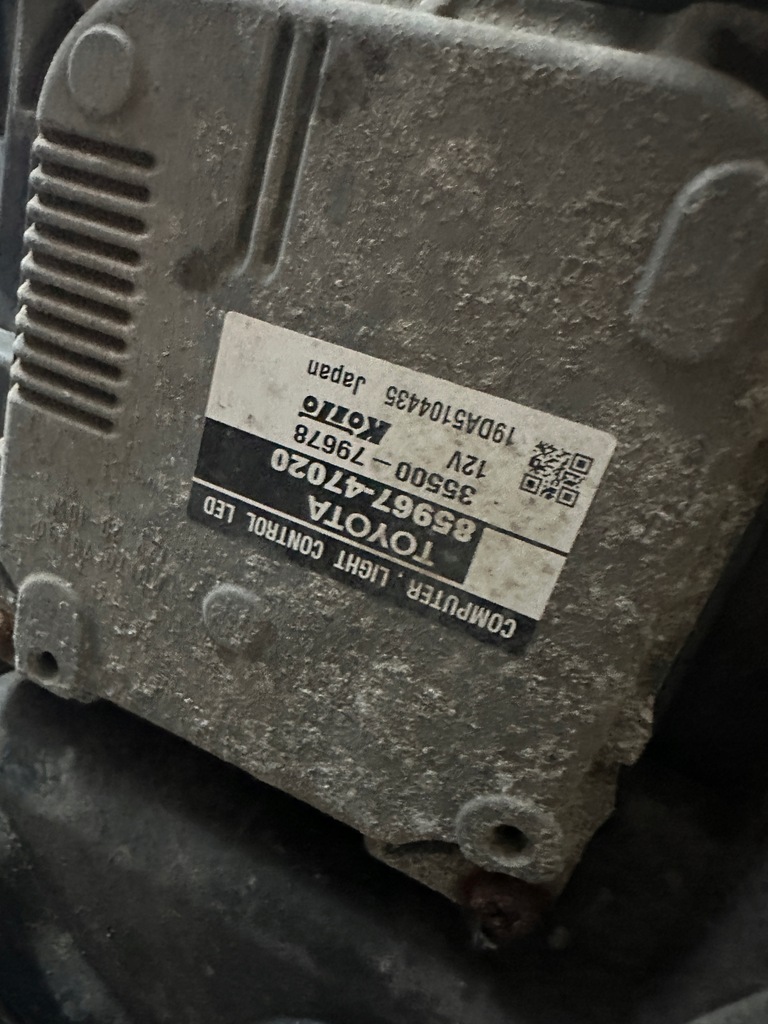 COMPUTER, LIGHT CONTROL LED
TOYOTA
85967-47020
35500-79678
12V KOITO
19DA5104435 Japan